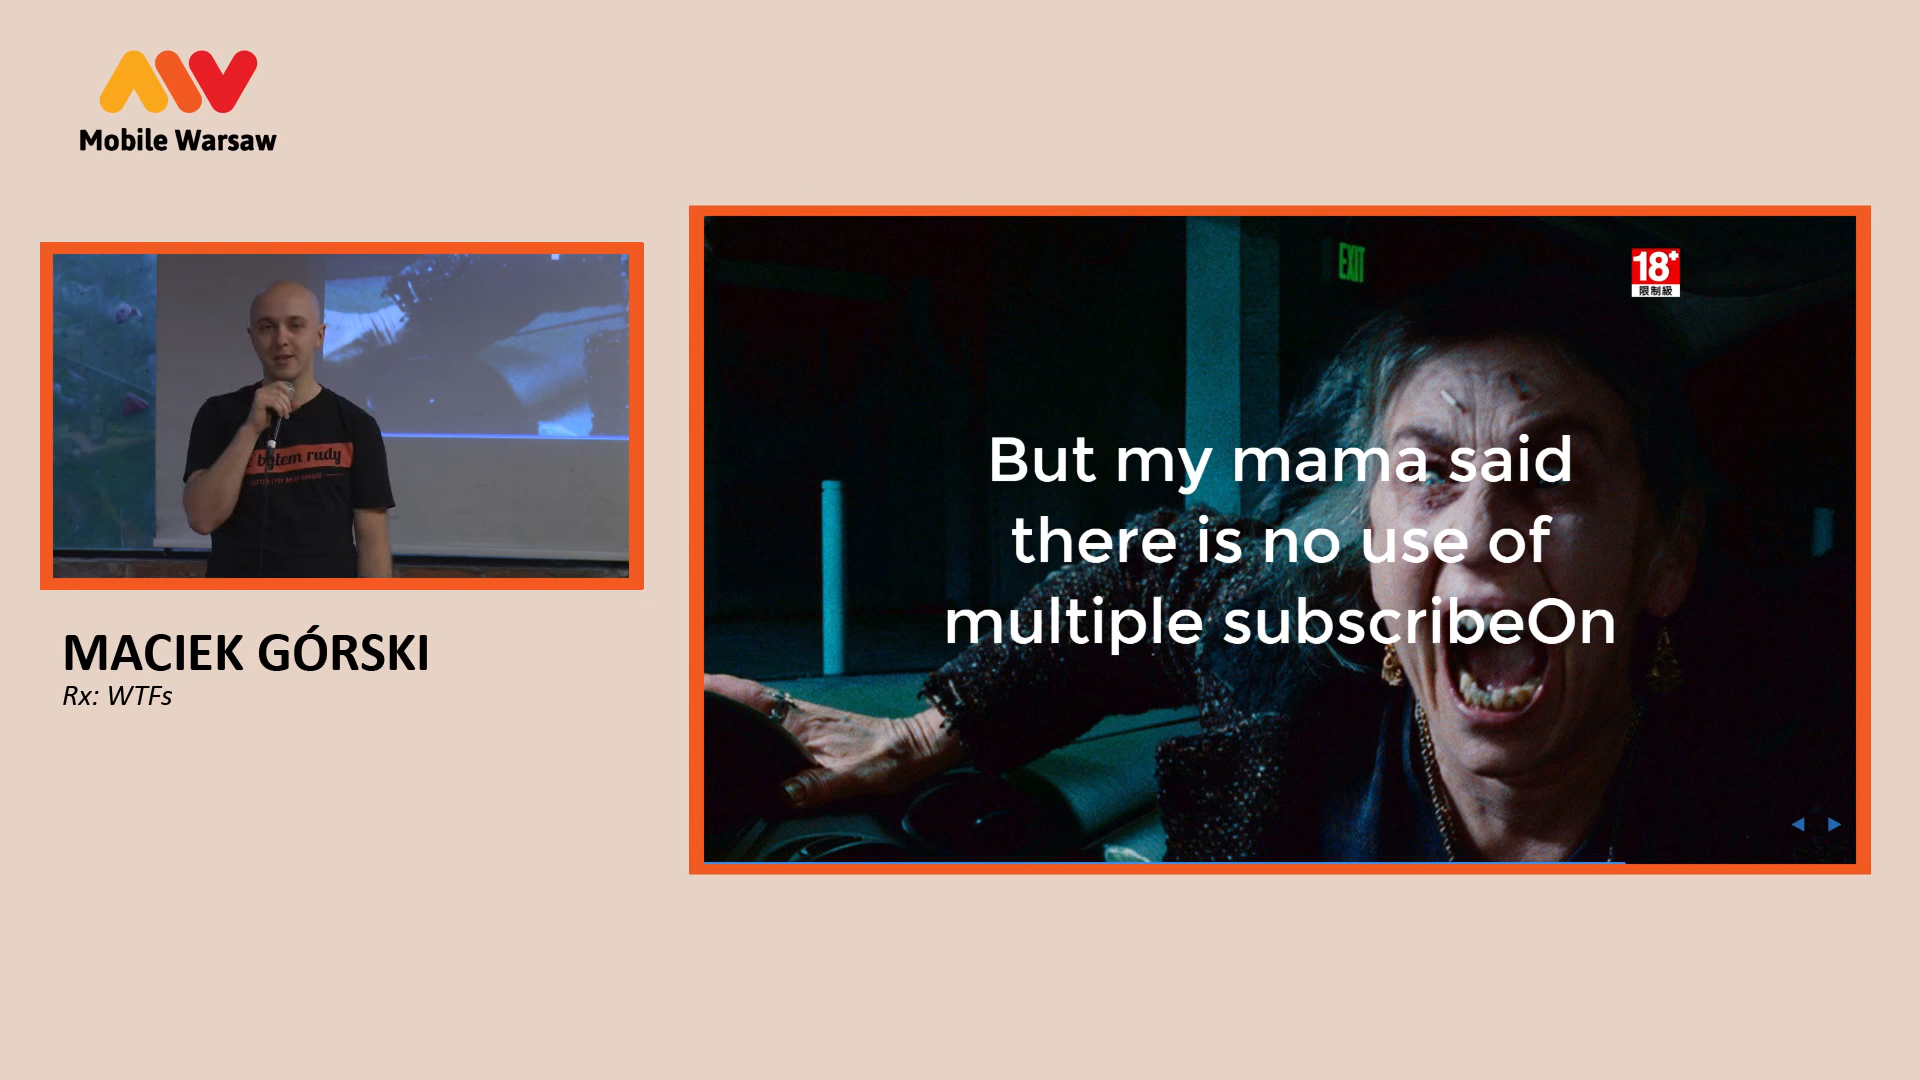 Mobile Warsaw
byłem rudy
MACIEK GÓRSKI
Rx: WTFs
EXIT
18+
限制級
But my mama said
there is no use of
multiple subscribeOn